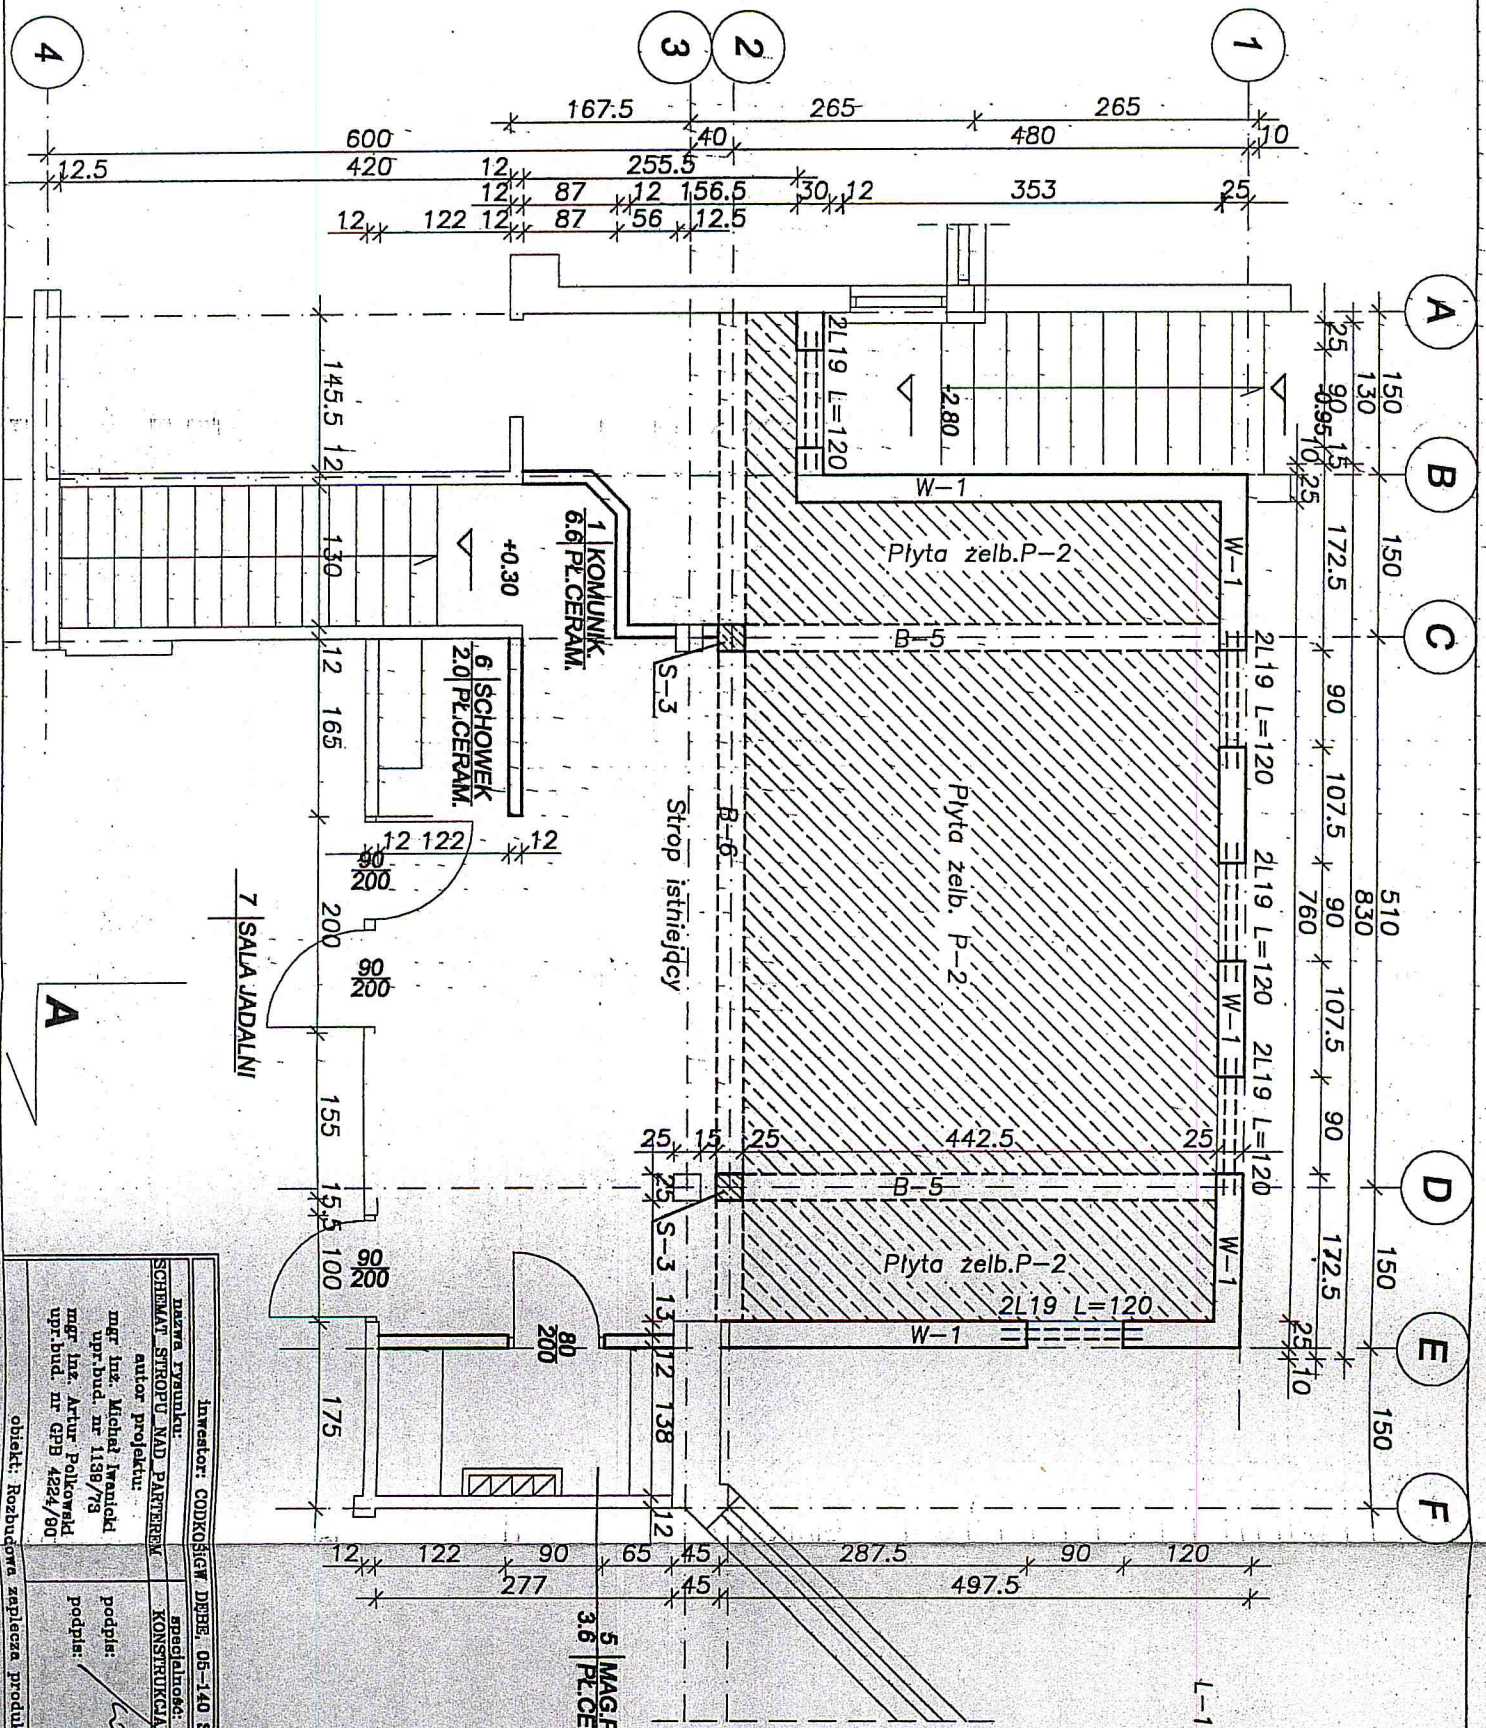 4
3
2
1
167.5
265
265
600
40
480
10
12.5
420
12
255.5
12
87
12
156.5
30
12
353
25
12
122
12
87
56
12.5
A
B
C
D
E
F
150
150
510
150
150
130
830
25
90
15
172.5
90
107.5
90
107.5
90
172.5
-0.95
10
25
760
25
10
2L19 L=120
-2.80
W-1
W-1
2L19 L=120
2L19 L=120
W-1
2L19 L=120
W-1
Płyta żelb.P-2
B-5
Płyta żelb. P-2
25
15
25
442.5
25
B-5
Płyta żelb.P-2
2L19 L=120
W-1
B-6
Strop istniejący
S-3
S-3
25
13
12
138
12
1 KOMUNIK.
6.6 PŁ.CERAM.
+0.30
6 SCHOWEK
2.0 PŁ.CERAM.
12
122
12
90
200
90
200
90
200
80
200
145.5
12
130
12
165
200
155
15.5
100
175
7 SALA JADALNI
A
12
122
90
65
45
287.5
90
120
277
45
497.5
5 MAG.
3.6
L-1
inwestor: CODKOŚIGW DĘBE, 05-140
nazwa rysunku:
SCHEMAT STROPU NAD PARTEREM
specjalność:
KONSTRUKCJA
autor projektu:
mgr inż. Michał Iwanicki
upr.bud. nr 1139/73
podpis:
mgr inż. Artur Polkowski
upr.bud. nr GPB 4224/90
podpis:
obiekt: Rozbudowa zaplecza